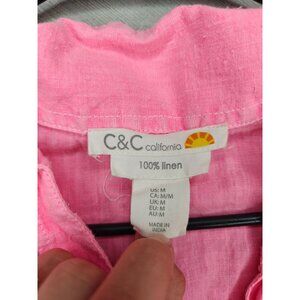 C&C california
100% linen
US: M
CA: M/M
UK: M
EU: M
AU: M
MADE IN
INDIA